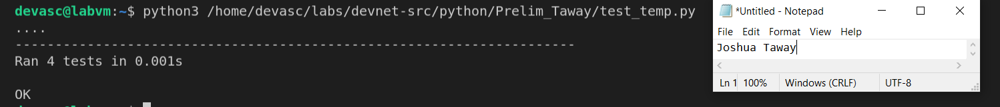 devasc@labvm:~$ python3 /home/devasc/labs/devnet-src/python/Prelim_Taway/test_temp.py
....
----------------------------------------------------------------------
Ran 4 tests in 0.001s
OK
*Untitled - Notepad
File Edit Format View Help
Joshua Taway
Ln 1 100% Windows (CRLF) UTF-8